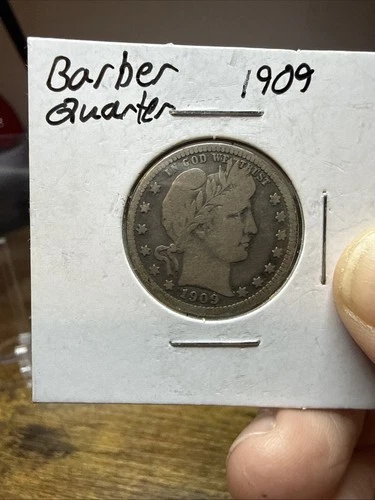 Barber 1909
Quarter
IN GOD WE TRUST
1909